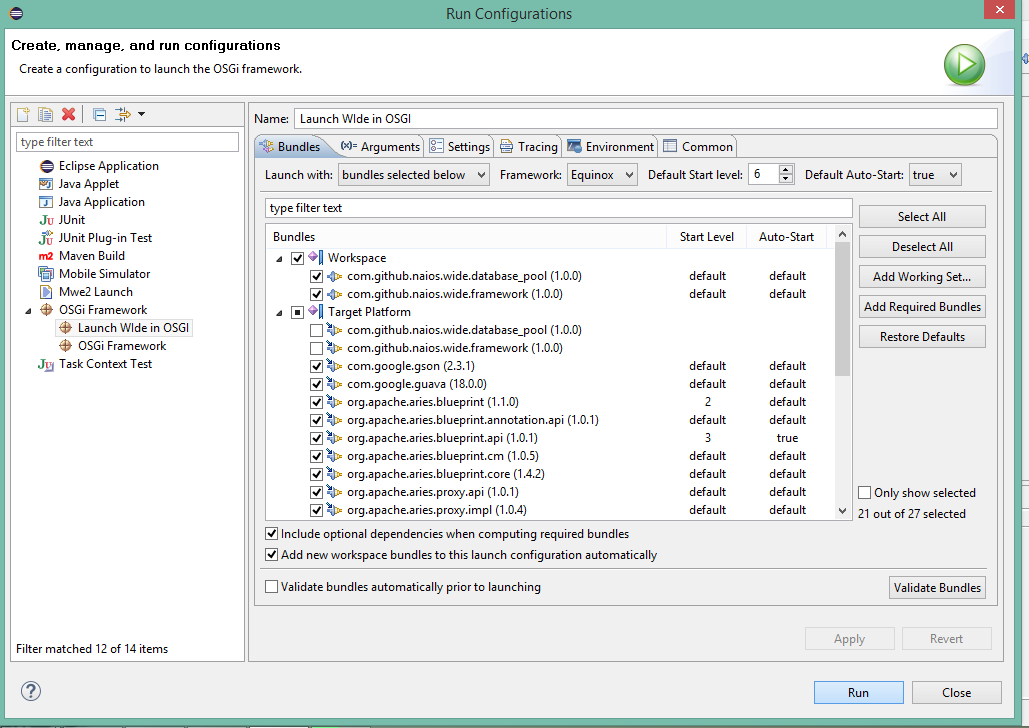 Run Configurations
Create, manage, and run configurations
Create a configuration to launch the OSGi framework.
type filter text
Eclipse Application
Java Applet
Java Application
JUnit
JUnit Plug-in Test
Maven Build
Mobile Simulator
Mwe2 Launch
OSGi Framework
Launch WIde in OSGI
OSGi Framework
Task Context Test
Filter matched 12 of 14 items
Name: Launch WIde in OSGI
Bundles Arguments Settings Tracing Environment Common
Launch with: bundles selected below Framework: Equinox Default Start level: 6 Default Auto-Start: true
type filter text
Bundles Start Level Auto-Start
Workspace
com.github.naios.wide.database_pool (1.0.0) default default
com.github.naios.wide.framework (1.0.0) default default
Target Platform
com.github.naios.wide.database_pool (1.0.0)
com.github.naios.wide.framework (1.0.0)
com.google.gson (2.3.1) default default
com.google.guava (18.0.0) default default
org.apache.aries.blueprint (1.1.0) 2 default
org.apache.aries.blueprint.annotation.api (1.0.1) default default
org.apache.aries.blueprint.api (1.0.1) 3 true
org.apache.aries.blueprint.cm (1.0.5) default default
org.apache.aries.blueprint.core (1.4.2) default default
org.apache.aries.proxy.api (1.0.1) default default
org.apache.aries.proxy.impl (1.0.4) default default
Select All
Deselect All
Add Working Set...
Add Required Bundles
Restore Defaults
Only show selected
21 out of 27 selected
Include optional dependencies when computing required bundles
Add new workspace bundles to this launch configuration automatically
Validate bundles automatically prior to launching Validate Bundles
Apply Revert
Run Close